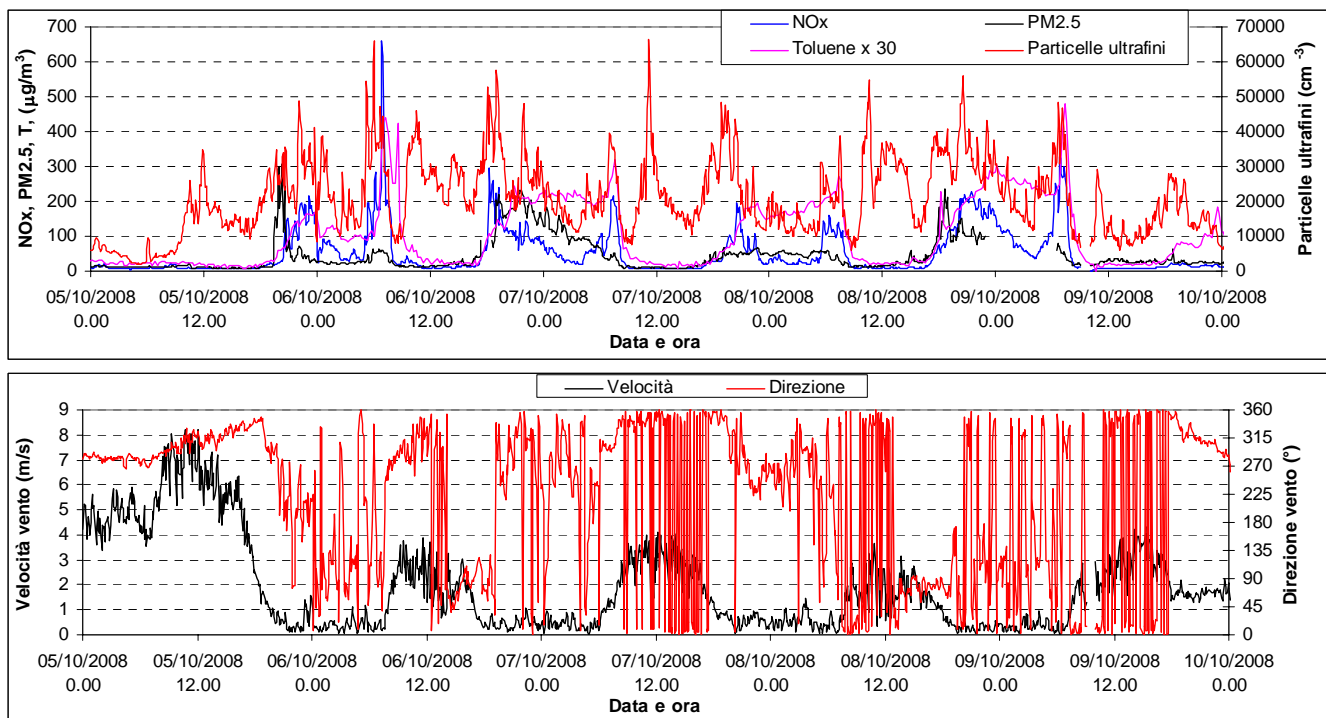 NOx PM2.5
Toluene x 30 Particelle ultrafini
700 70000
600 60000
500 50000
400 40000
300 30000
200 20000
100 10000
0 0
NOx, PM2.5, T, (µg/m³)
Particelle ultrafini (cm⁻³)
05/10/2008 05/10/2008 06/10/2008 06/10/2008 07/10/2008 07/10/2008 08/10/2008 08/10/2008 09/10/2008 09/10/2008 10/10/2008
0.00 12.00 0.00 12.00 0.00 12.00 0.00 12.00 0.00 12.00 0.00
Data e ora
Velocità Direzione
9 360
8 315
7 270
6 225
5 180
4 135
3 90
2 45
1 0
0
Velocità vento (m/s)
Direzione vento (°)
05/10/2008 05/10/2008 06/10/2008 06/10/2008 07/10/2008 07/10/2008 08/10/2008 08/10/2008 09/10/2008 09/10/2008 10/10/2008
0.00 12.00 0.00 12.00 0.00 12.00 0.00 12.00 0.00 12.00 0.00
Data e ora